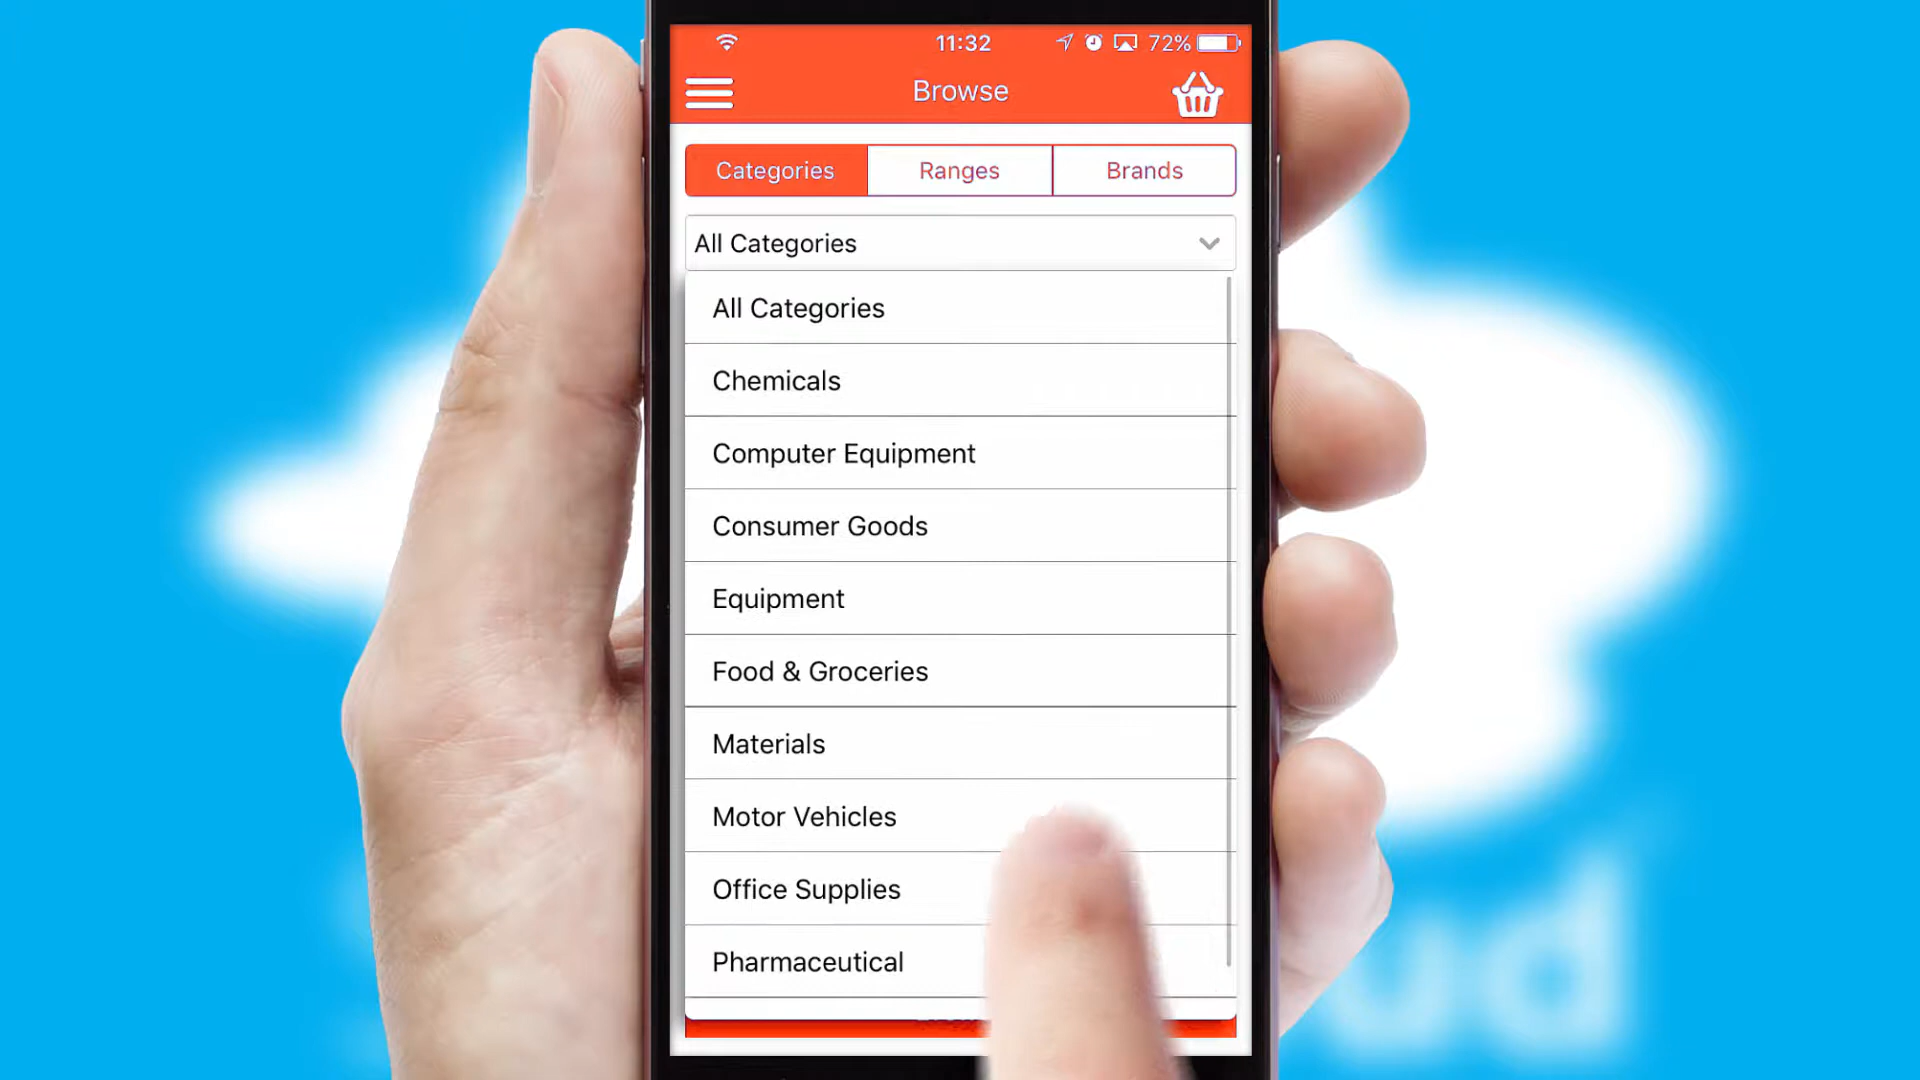 11:32 72%
Browse
Categories Ranges Brands
All Categories
All Categories
Chemicals
Computer Equipment
Consumer Goods
Equipment
Food & Groceries
Materials
Motor Vehicles
Office Supplies
Pharmaceutical